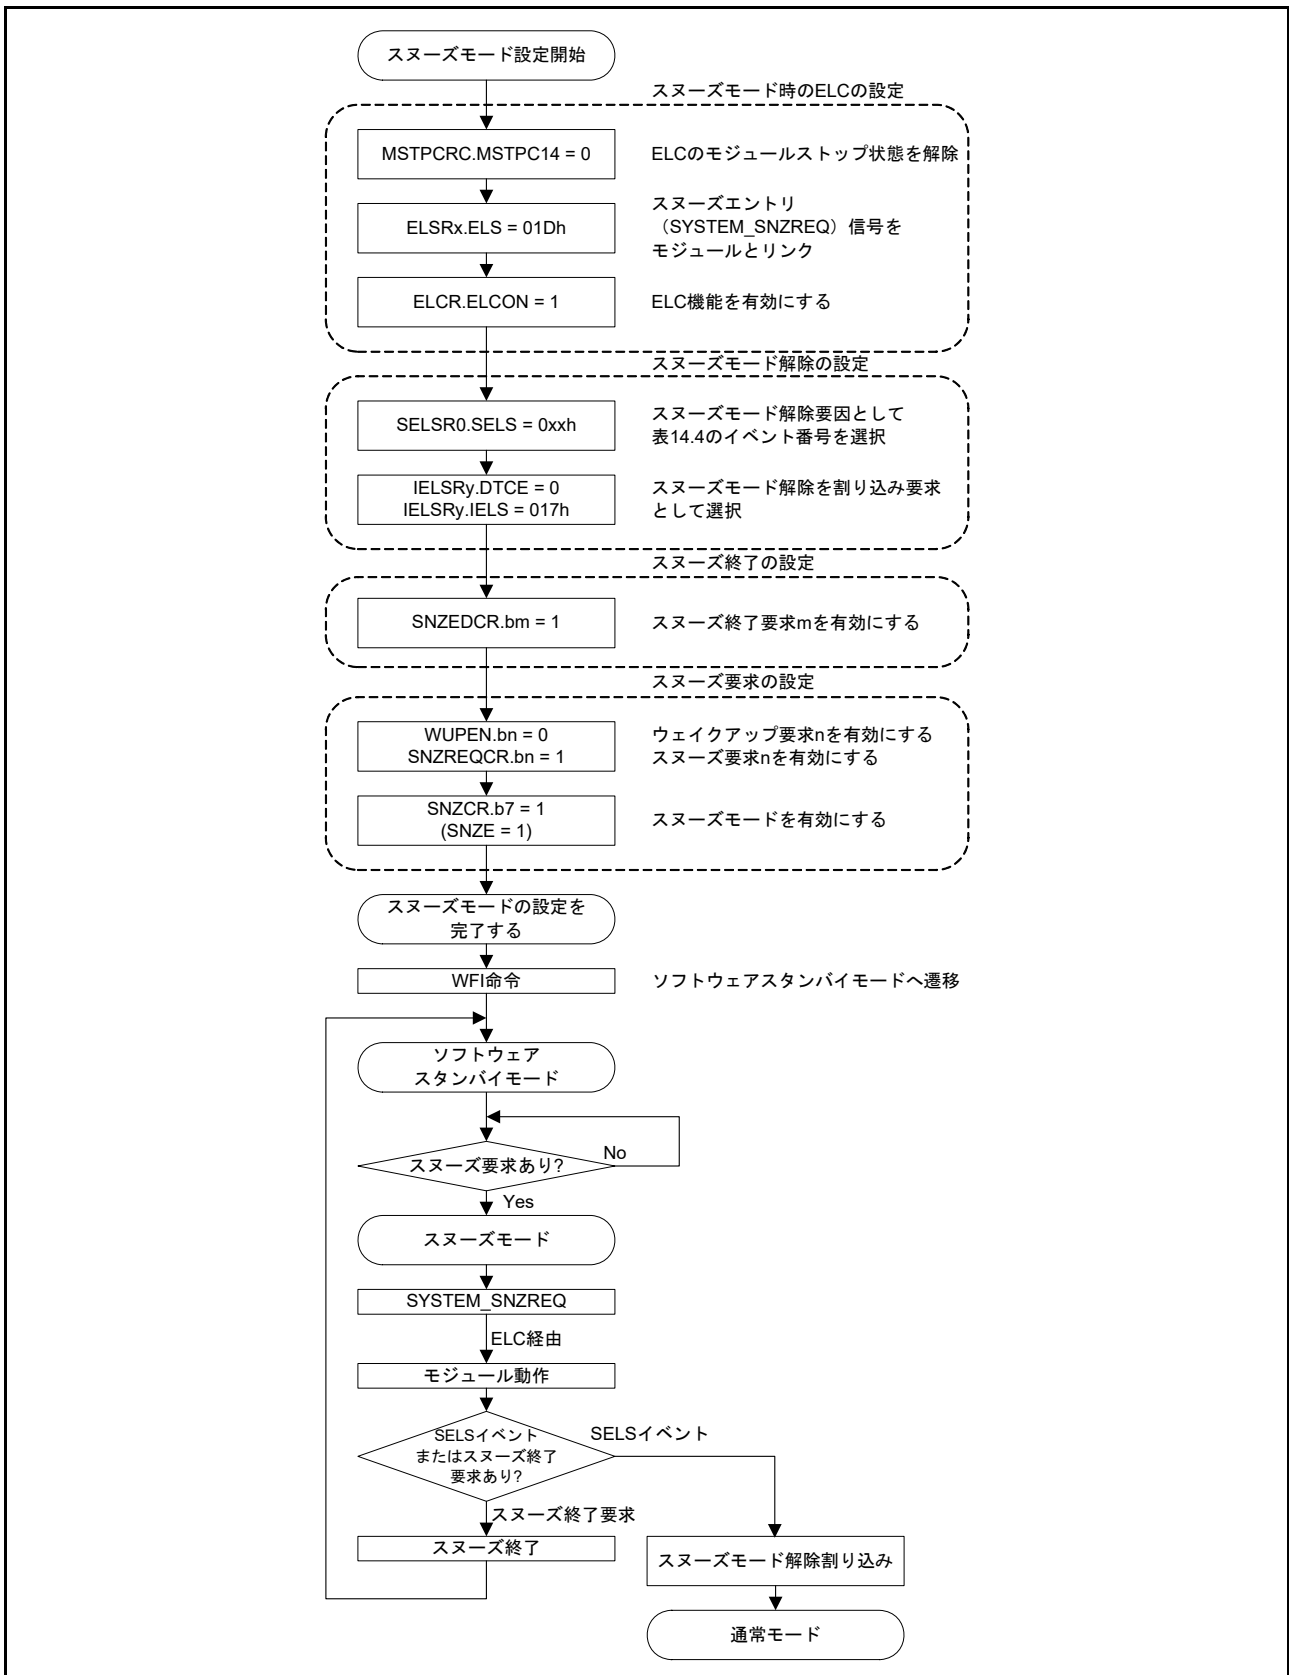 スヌーズモード設定開始
スヌーズモード時のELCの設定
MSTPCRC.MSTPC14 = 0
ELCのモジュールストップ状態を解除
ELSRx.ELS = 01Dh
スヌーズエントリ
（SYSTEM_SNZREQ）信号を
モジュールとリンク
ELCR.ELCON = 1
ELC機能を有効にする
スヌーズモード解除の設定
SELSR0.SELS = 0xxh
スヌーズモード解除要因として
表14.4のイベント番号を選択
IELSRy.DTCE = 0
IELSRy.IELS = 017h
スヌーズモード解除を割り込み要求
として選択
スヌーズ終了の設定
SNZEDCR.bm = 1
スヌーズ終了要求mを有効にする
スヌーズ要求の設定
WUPEN.bn = 0
SNZREQCR.bn = 1
ウェイクアップ要求nを有効にする
スヌーズ要求nを有効にする
SNZCR.b7 = 1
(SNZE = 1)
スヌーズモードを有効にする
スヌーズモードの設定を
完了する
WFI命令
ソフトウェアスタンバイモードへ遷移
ソフトウェア
スタンバイモード
スヌーズ要求あり?
No
Yes
スヌーズモード
SYSTEM_SNZREQ
ELC経由
モジュール動作
SELSイベント
またはスヌーズ終了
要求あり?
SELSイベント
スヌーズ終了要求
スヌーズ終了
スヌーズモード解除割り込み
通常モード